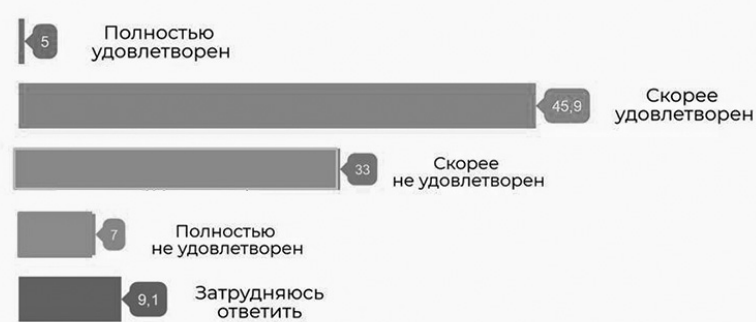 5
Полностью
удовлетворен
45,9
Скорее
удовлетворен
33
Скорее
не удовлетворен
7
Полностью
не удовлетворен
9,1
Затрудняюсь
ответить